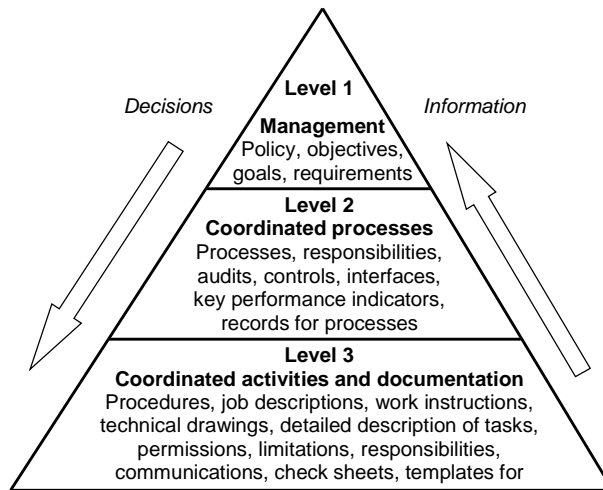 Level 1
Decisions
Information
Management
Policy, objectives,
goals, requirements
Level 2
Coordinated processes
Processes, responsibilities,
audits, controls, interfaces,
key performance indicators,
records for processes
Level 3
Coordinated activities and documentation
Procedures, job descriptions, work instructions,
technical drawings, detailed description of tasks,
permissions, limitations, responsibilities,
communications, check sheets, templates for